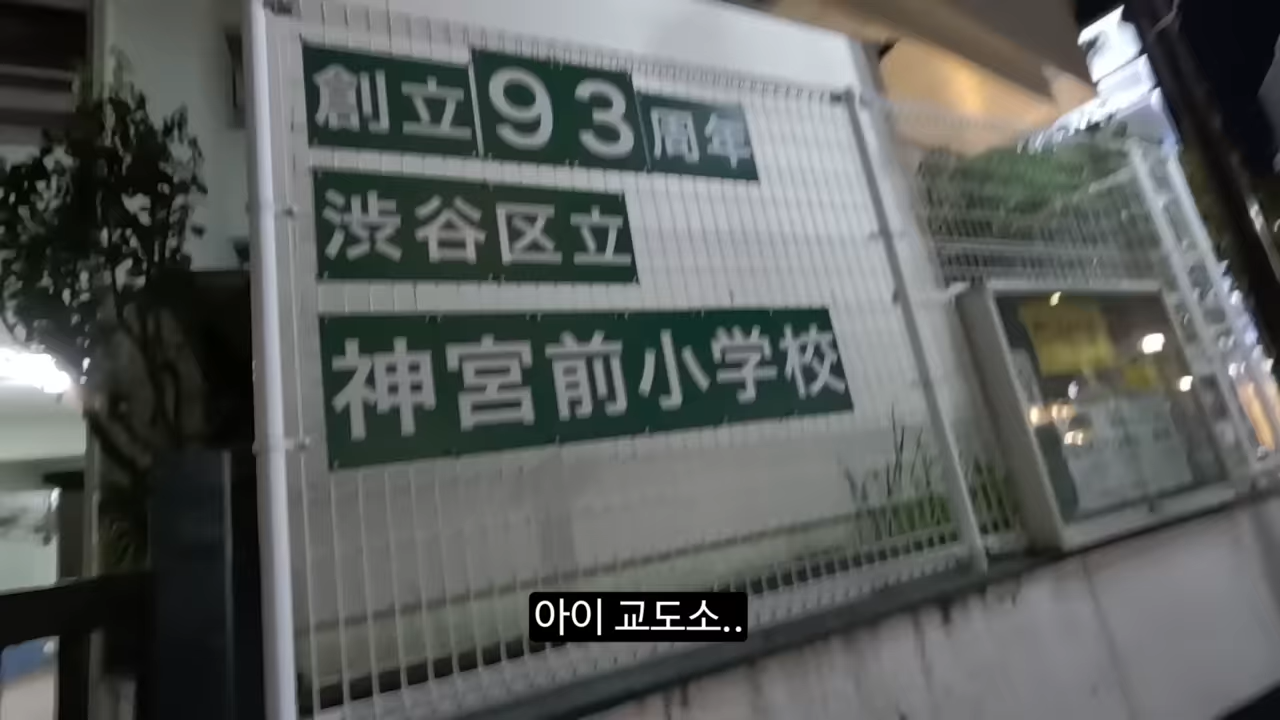 創立93周年
渋谷区立
神宮前小学校
아이 교도소..